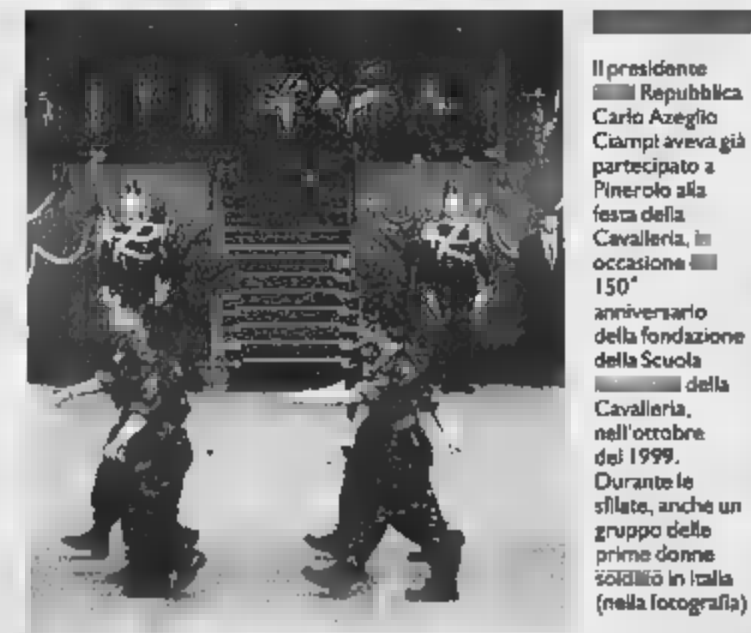 Il presidente
Repubblica
Carlo Azeglio
Ciampi aveva già
partecipato a
Pinerolo alla
festa della
Cavalleria, in
occasione
150°
anniversario
della fondazione
della Scuola
della
Cavalleria,
nell'ottobre
del 1999.
Durante le
sfilate, anche un
gruppo delle
prime donne
soldato in Italia
(nella fotografia)